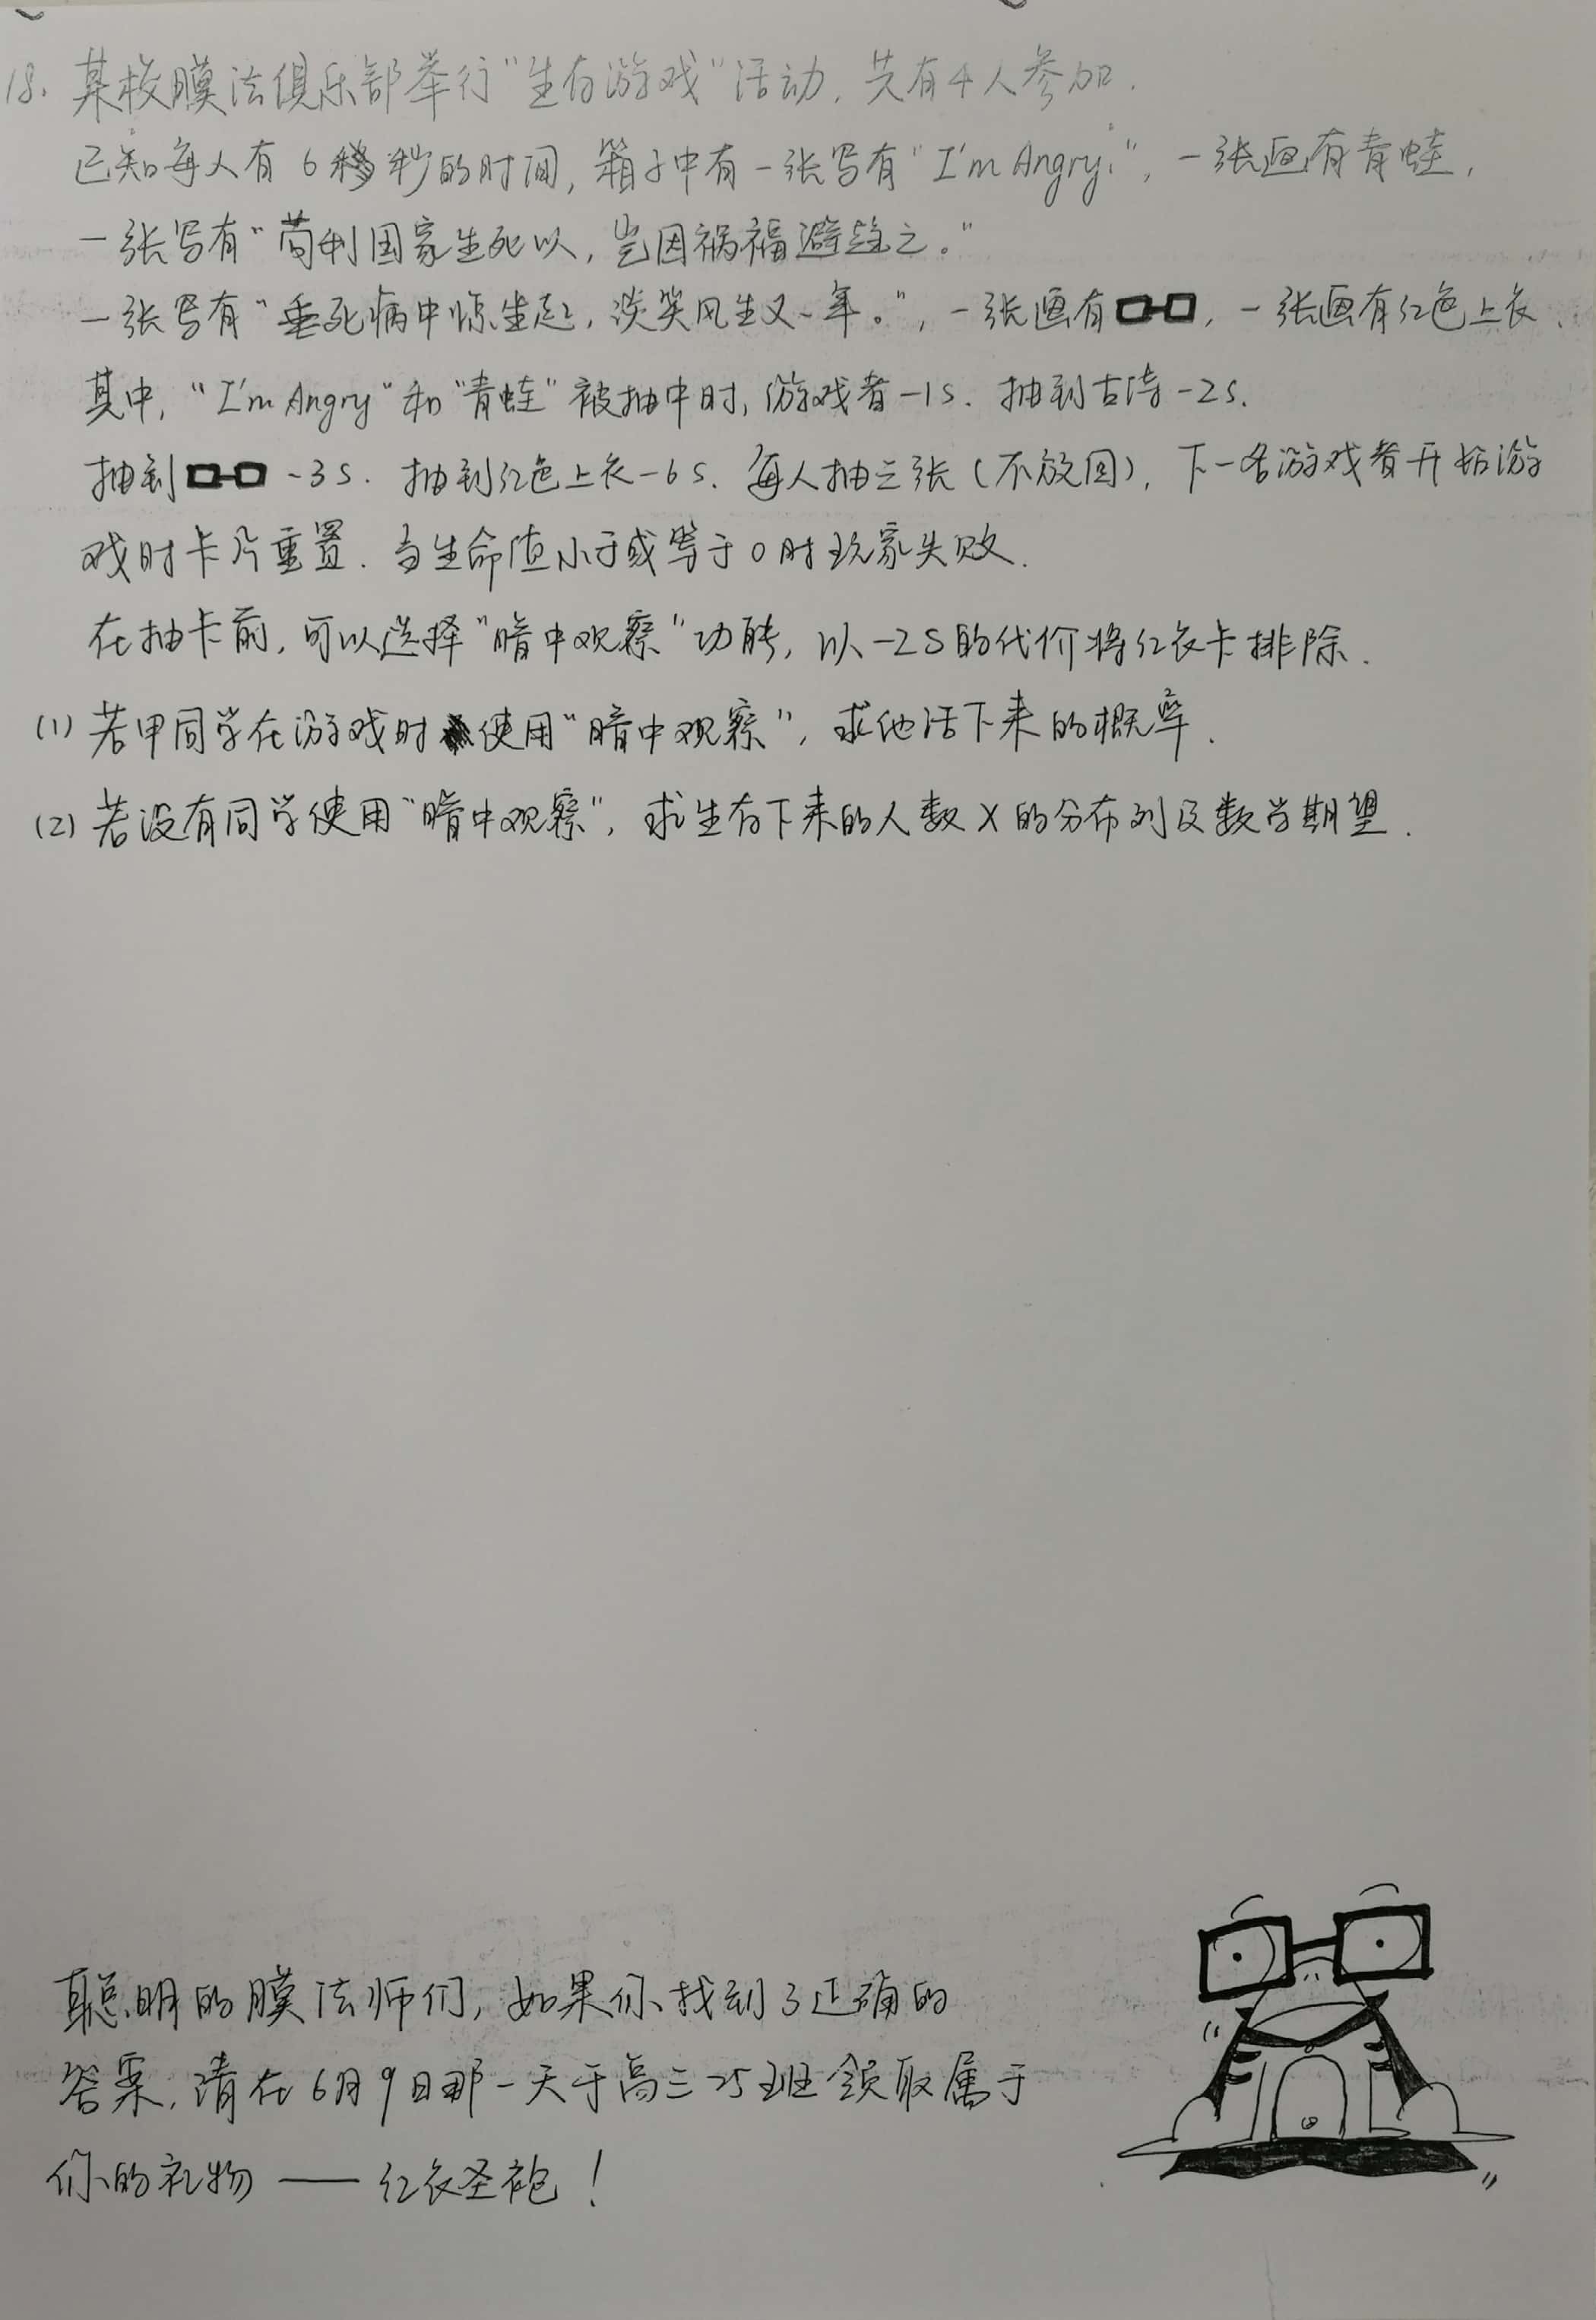 18. 某校膜法俱乐部举行"生存游戏"活动，共有4人参加.
已知每人有6秒的时间，箱子中有一张写有"I'm Angry!"，一张画有青蛙，
一张写有"苟利国家生死以，岂因祸福避趋之。"
一张写有"垂死病中惊坐起，谈笑风生又一年。"，一张画有，一张画有红色上衣.
其中，"I'm Angry"和"青蛙"被抽中时，游戏者-1s. 抽到古诗-2s.
抽到 -3s. 抽到红色上衣-6s. 每人抽三张（不放回），下一名游戏者开始游
戏时卡片重置. 当生命值小于或等于0时玩家失败.
在抽卡前，可以选择"暗中观察"功能，以-2s的代价将红衣卡排除.
(1) 若甲同学在游戏时使用"暗中观察"，求他活下来的概率.
(2) 若没有同学使用"暗中观察"，求生存下来的人数X的分布列及数学期望.
聪明的膜法师们，如果你找到了正确的
答案，请在6月9日那一天于高三25班领取属于
你的礼物——红衣圣袍！